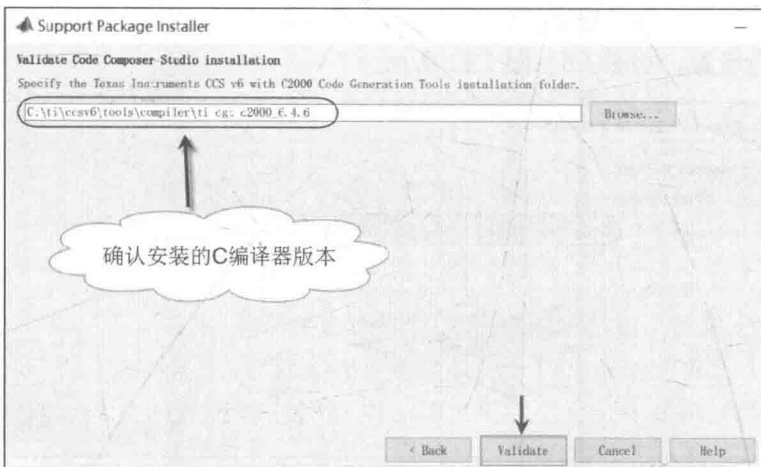 Support Package Installer
Validate Code Composer Studio installation
Specify the Texas Instruments CCS v6 with C2000 Code Generation Tools installation folder.
C:\ti\ccsv6\tools\compiler\ti-cgt-c2000_6.4.6
Browse...
确认安装的C编译器版本
< Back
Validate
Cancel
Help